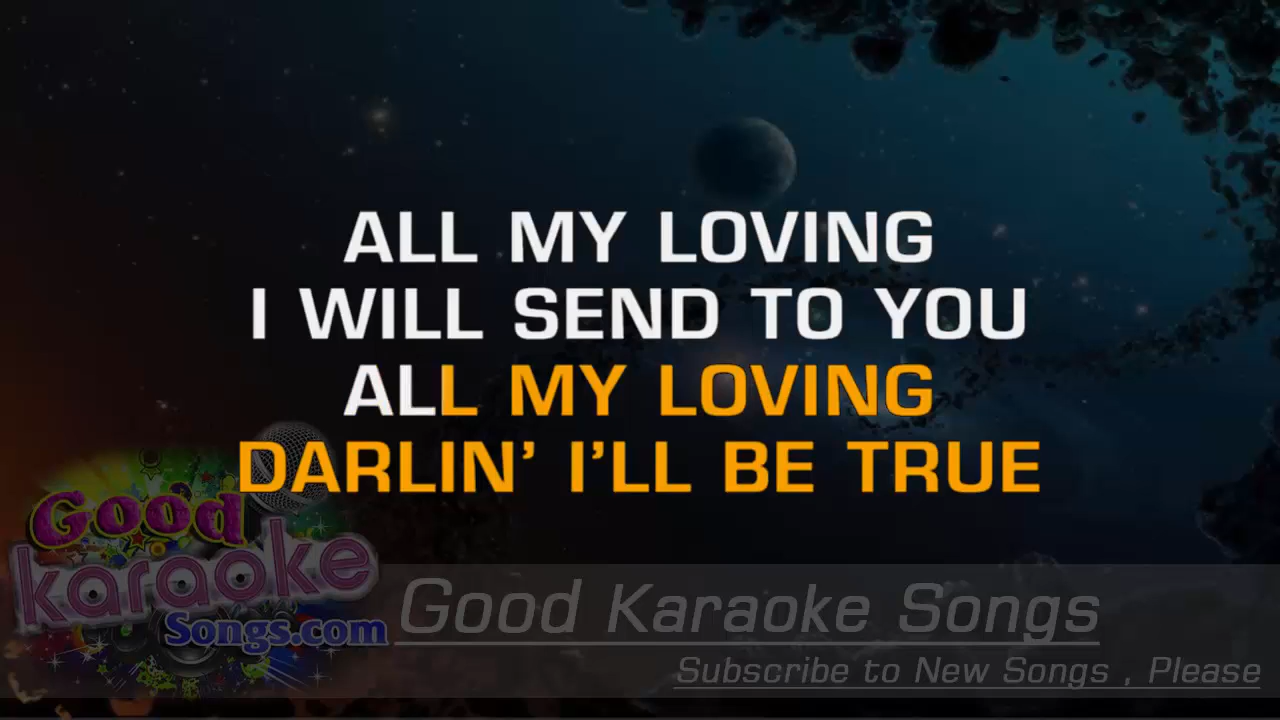 ALL MY LOVING
I WILL SEND TO YOU
ALL MY LOVING
DARLIN’ I’LL BE TRUE
Good
karaoke
Songs.com
Good Karaoke Songs
Subscribe to New Songs , Please